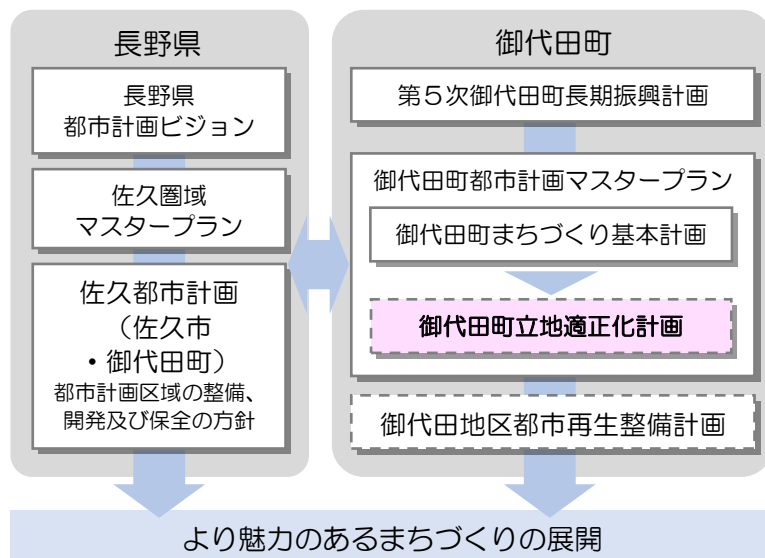 長野県
長野県
都市計画ビジョン
佐久圏域
マスタープラン
佐久都市計画
（佐久市
・御代田町）
都市計画区域の整備、
開発及び保全の方針
御代田町
第５次御代田町長期振興計画
御代田町都市計画マスタープラン
御代田町まちづくり基本計画
御代田町立地適正化計画
御代田地区都市再生整備計画
より魅力のあるまちづくりの展開